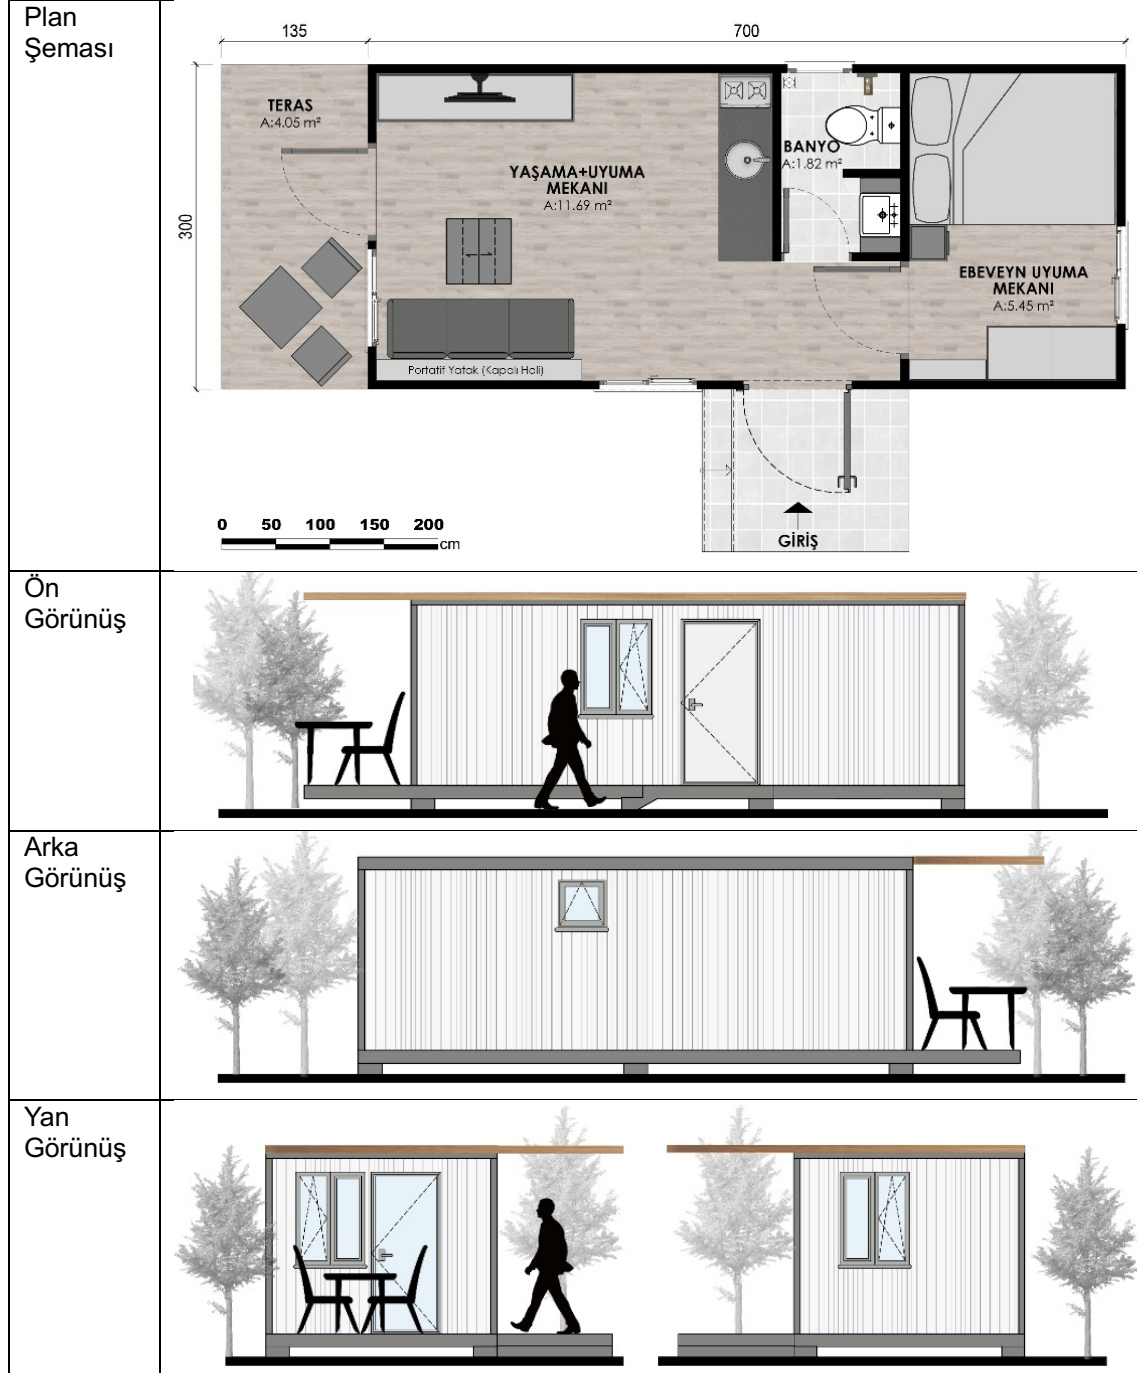 Plan
Şeması
135
700
300
TERAS
A:4.05 m²
YAŞAMA+UYUMA
MEKANI
A:11.69 m²
BANYO
A:1.82 m²
EBEVEYN UYUMA
MEKANI
A:5.45 m²
Portatif Yatak (Kapalı Hali)
GİRİŞ
0 50 100 150 200
cm
Ön
Görünüş
Arka
Görünüş
Yan
Görünüş